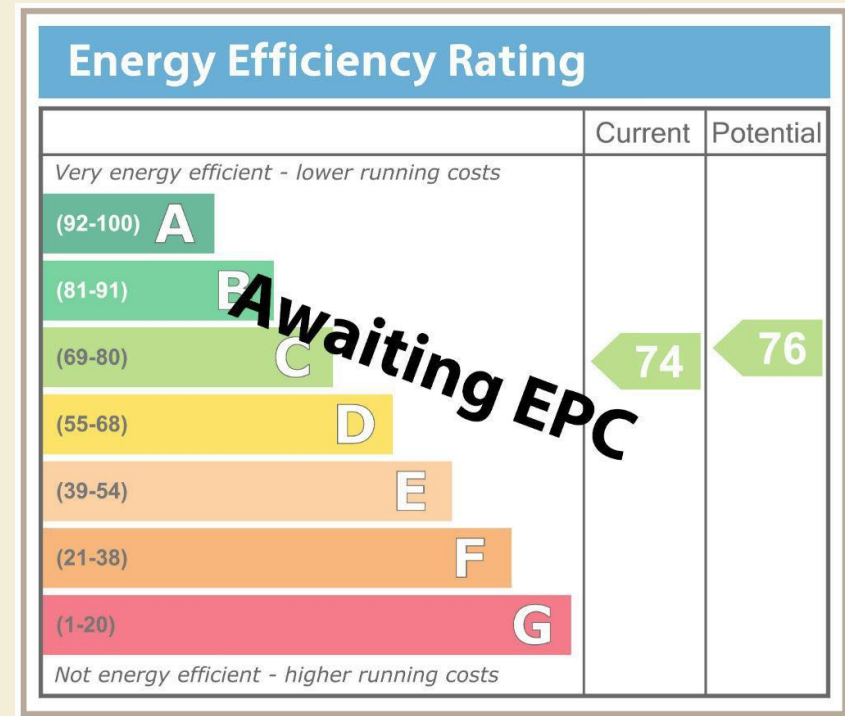 Energy Efficiency Rating
Current Potential
Very energy efficient - lower running costs
(92-100) A
(81-91) B
(69-80) C
74
76
(55-68) D
(39-54) E
(21-38) F
(1-20) G
Not energy efficient - higher running costs
Awaiting EPC